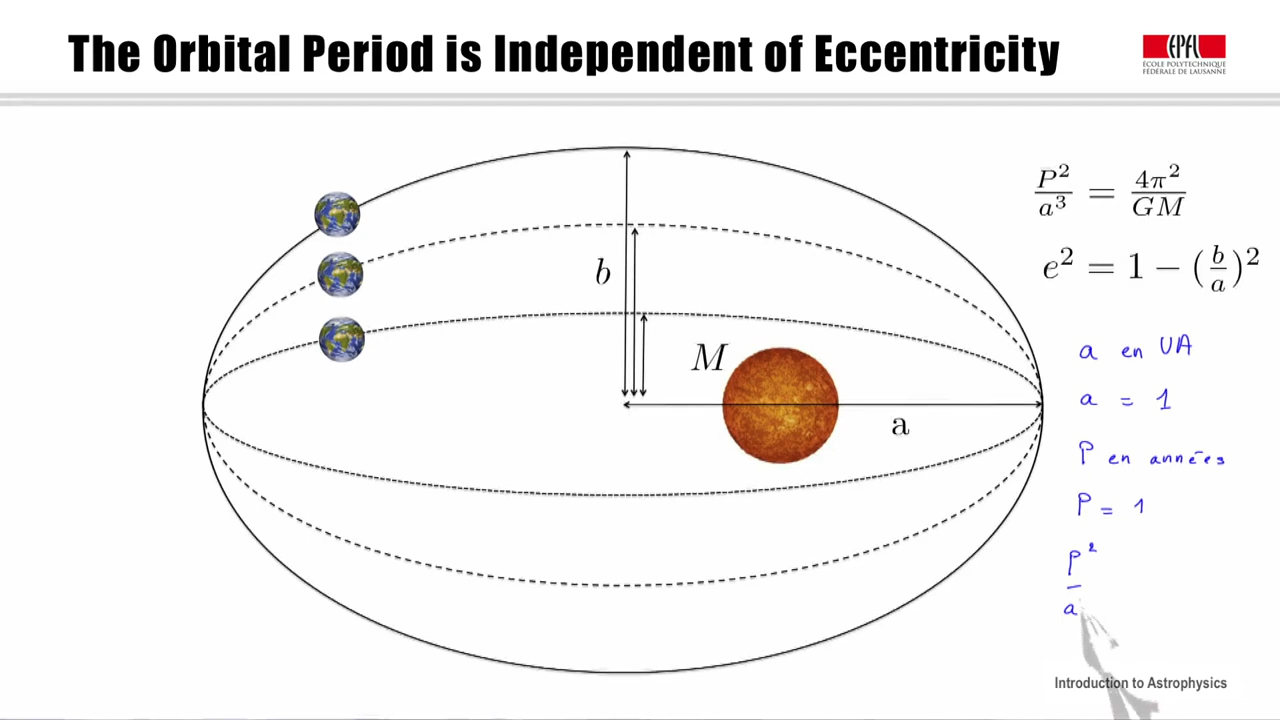 The Orbital Period is Independent of Eccentricity
EPFL
ÉCOLE POLYTECHNIQUE
FÉDÉRALE DE LAUSANNE
P²/a³ = 4π²/GM
e² = 1 − (b/a)²
b
M
a
a en UA
a = 1
P en années
P = 1
P²
a
Introduction to Astrophysics